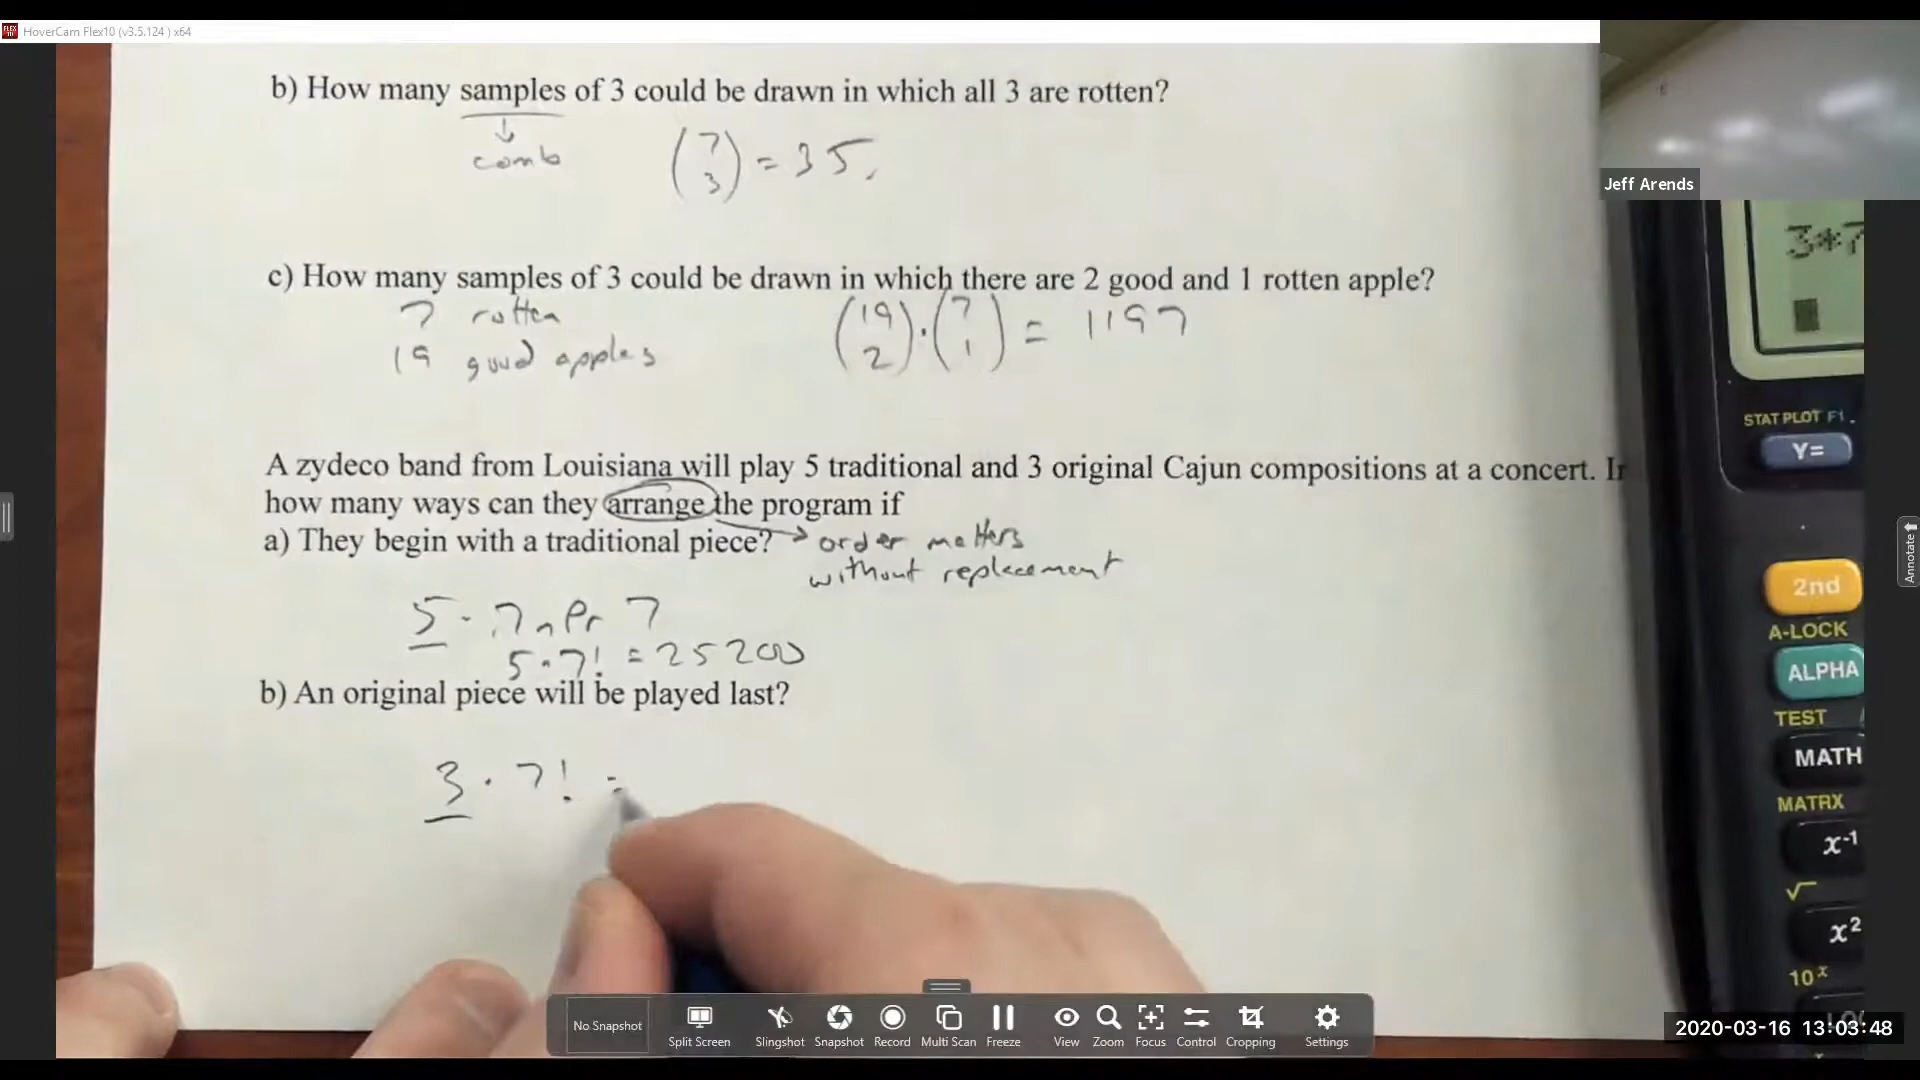 HoverCam Flex10 (v3.5.124 ) x64
b) How many samples of 3 could be drawn in which all 3 are rotten?
comb
(7
3) = 35.
c) How many samples of 3 could be drawn in which there are 2 good and 1 rotten apple?
7 rotten
19 good apples
(19
2) · (7
1) = 1197
A zydeco band from Louisiana will play 5 traditional and 3 original Cajun compositions at a concert. In
how many ways can they arrange the program if
a) They begin with a traditional piece? → order matters
without replacement
5 · 7 nPr 7
5·7! = 25200
b) An original piece will be played last?
3 · 7! =
Jeff Arends
3*7
STAT PLOT F1
Y=
2nd
A-LOCK
ALPHA
TEST
MATH
MATRX
x-1
√
x²
10x
LOG
Annotate
No Snapshot
Split Screen
Slingshot
Snapshot
Record
Multi Scan
Freeze
View
Zoom
Focus
Control
Cropping
Settings
2020-03-16 13:03:48